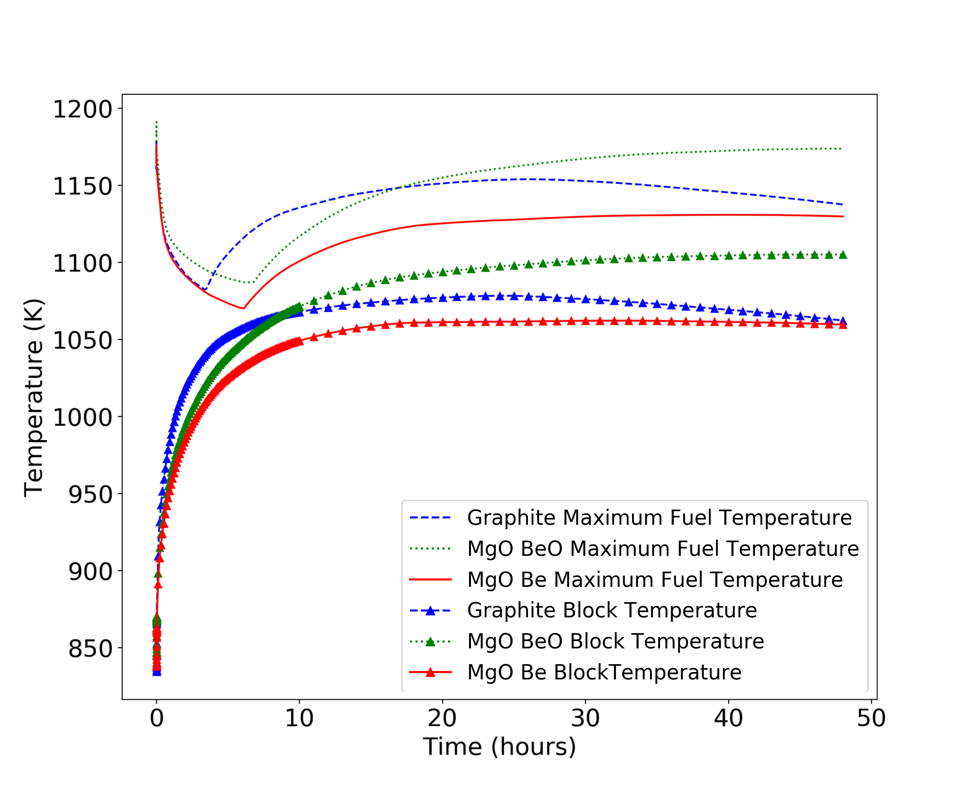 1200
1150
1100
1050
1000
950
900
850
Temperature (K)
0 10 20 30 40 50
Time (hours)
Graphite Maximum Fuel Temperature
MgO BeO Maximum Fuel Temperature
MgO Be Maximum Fuel Temperature
Graphite Block Temperature
MgO BeO Block Temperature
MgO Be BlockTemperature